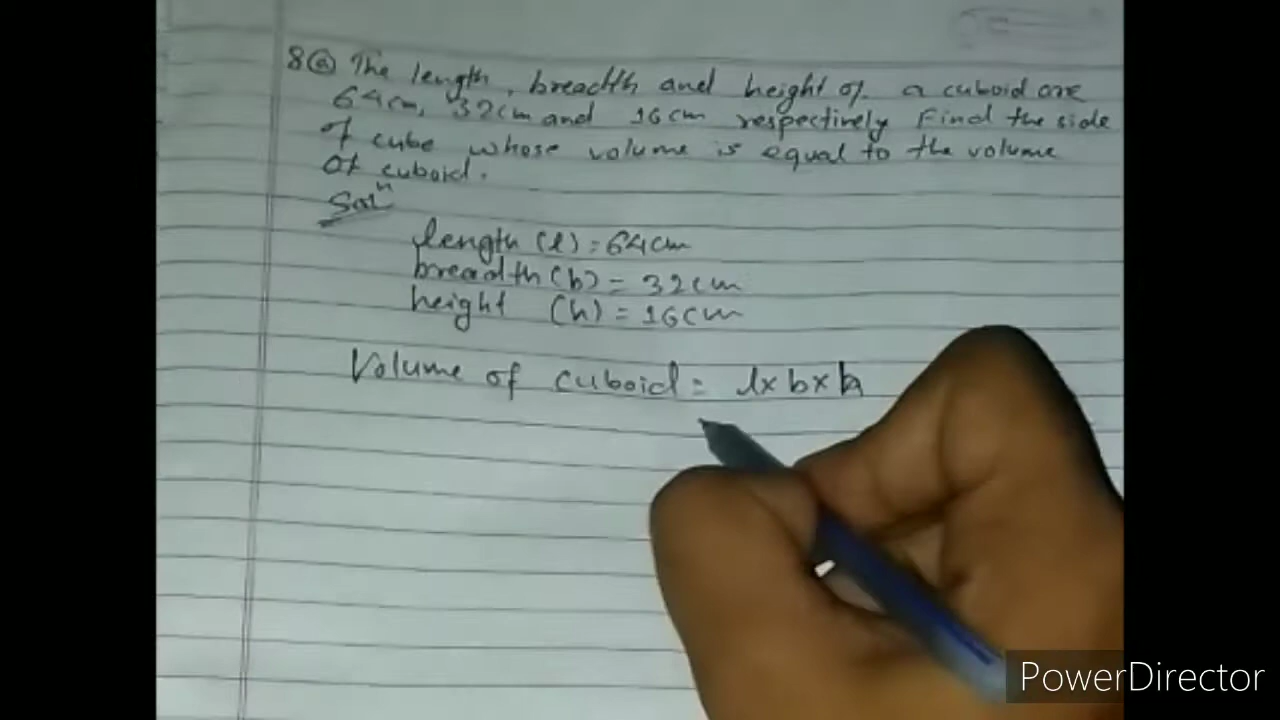 8(a) The length, breadth and height of a cuboid are
64cm, 32cm and 16cm respectively Find the side
of cube whose volume is equal to the volume
of cuboid.
Solⁿ
length (l) = 64cm
breadth (b) = 32cm
height (h) = 16cm
Volume of cuboid = l×b×h
PowerDirector